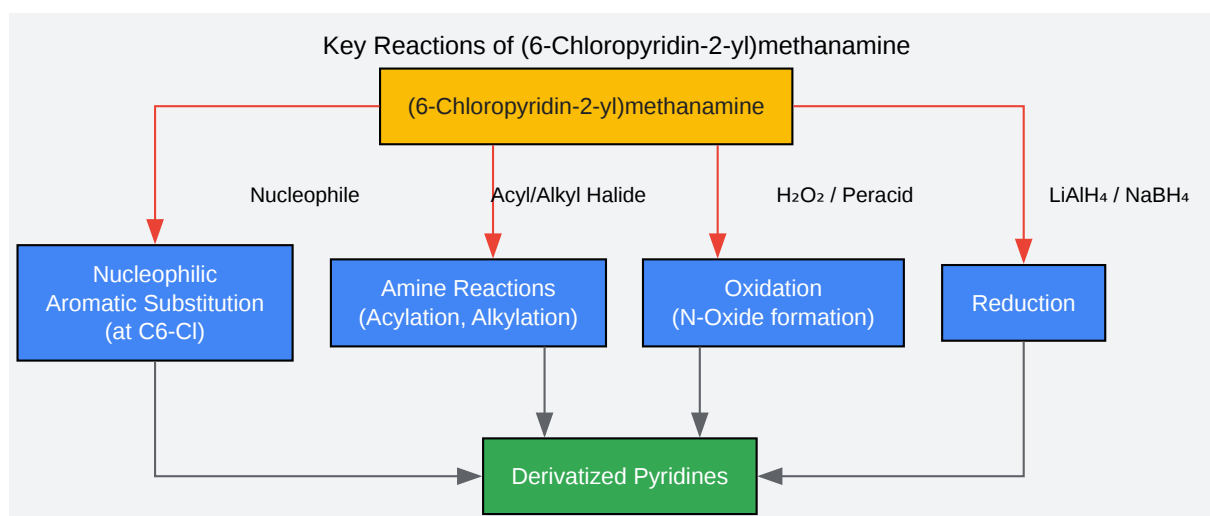 Key Reactions of (6-Chloropyridin-2-yl)methanamine
(6-Chloropyridin-2-yl)methanamine
Nucleophile
Acyl/Alkyl Halide
H₂O₂ / Peracid
LiAlH₄ / NaBH₄
Nucleophilic
Aromatic Substitution
(at C6-Cl)
Amine Reactions
(Acylation, Alkylation)
Oxidation
(N-Oxide formation)
Reduction
Derivatized Pyridines